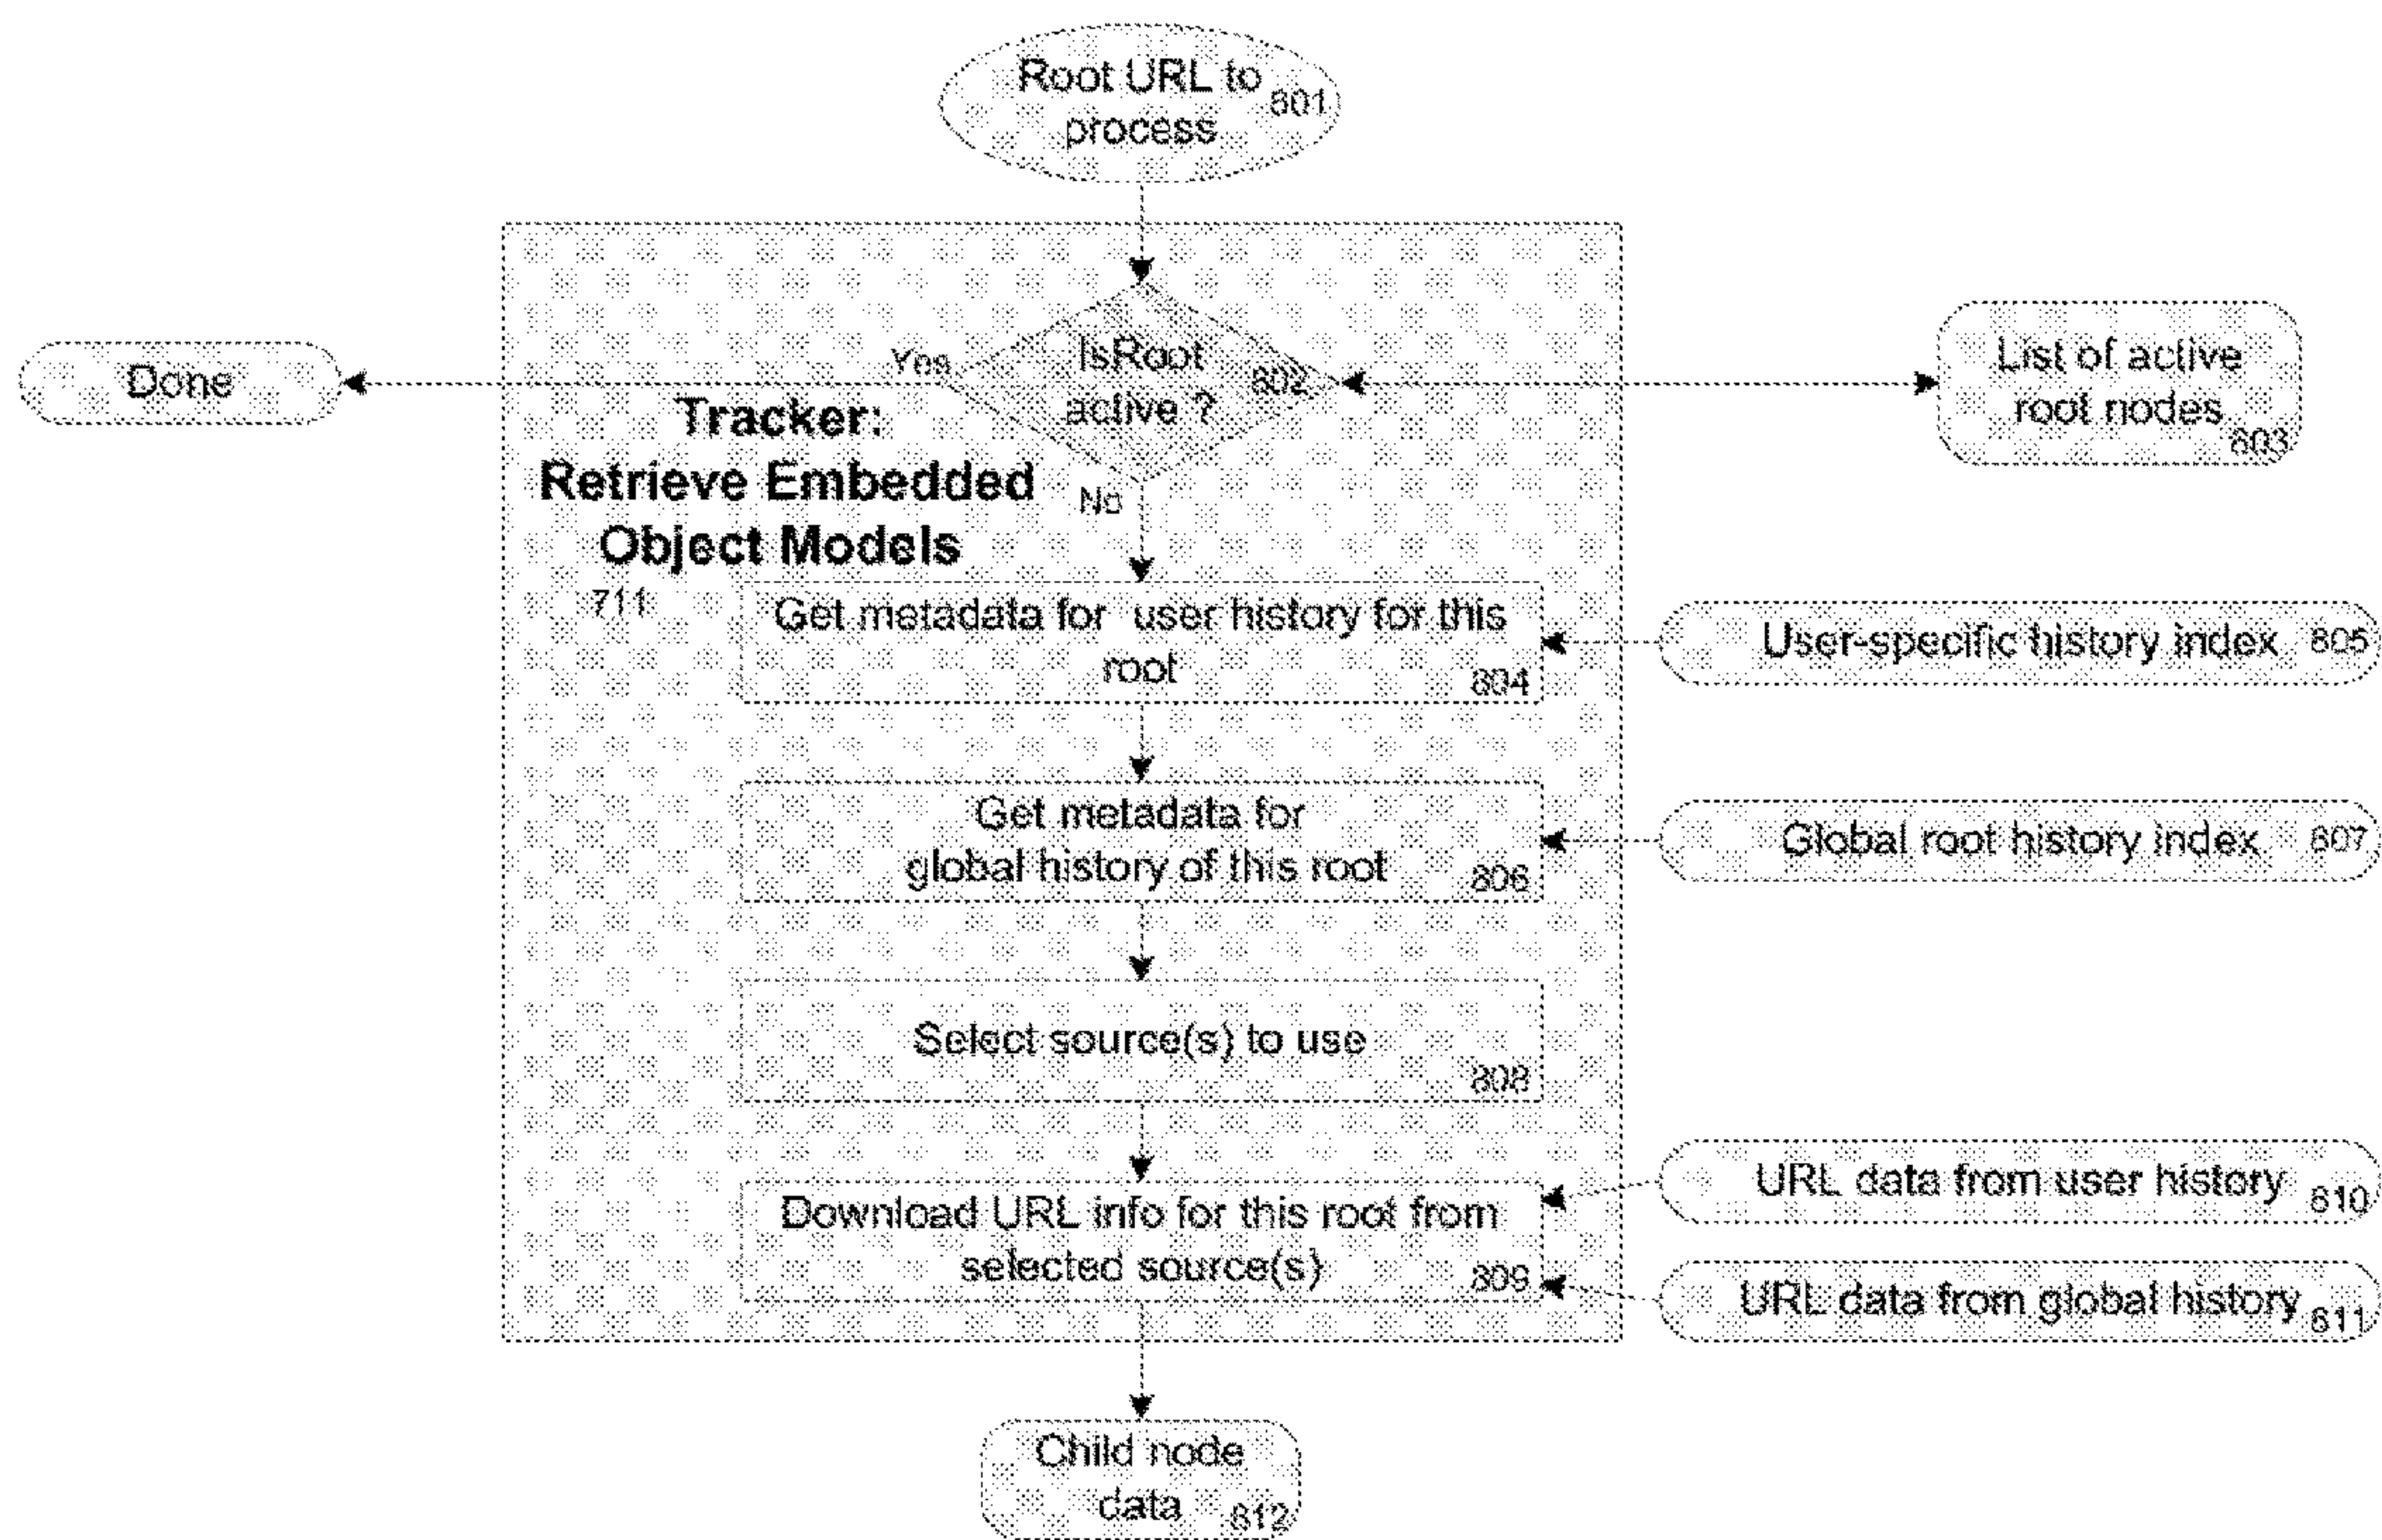 Root URL to
process
801
Yes
IsRoot
active ?
802
Done
List of active
root nodes
803
Tracker:
Retrieve Embedded
Object Models
711
No
Get metadata for user history for this
root
804
User-specific history index 805
Get metadata for
global history of this root
806
Global root history index 807
Select source(s) to use
808
Download URL info for this root from
selected source(s)
809
URL data from user history
810
URL data from global history
811
Child node
data
812